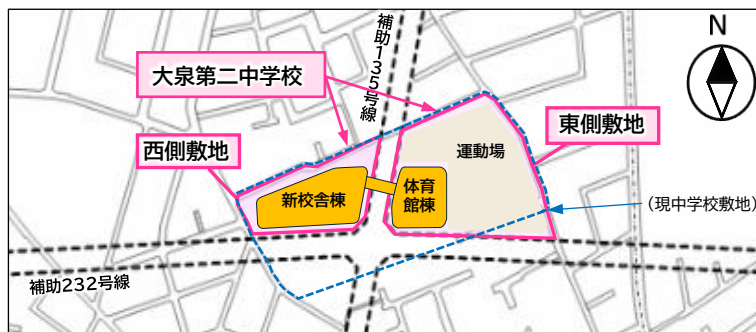 N
補助135号線
大泉第二中学校
東側敷地
西側敷地
運動場
新校舎棟
体育
館棟
(現中学校敷地)
補助232号線